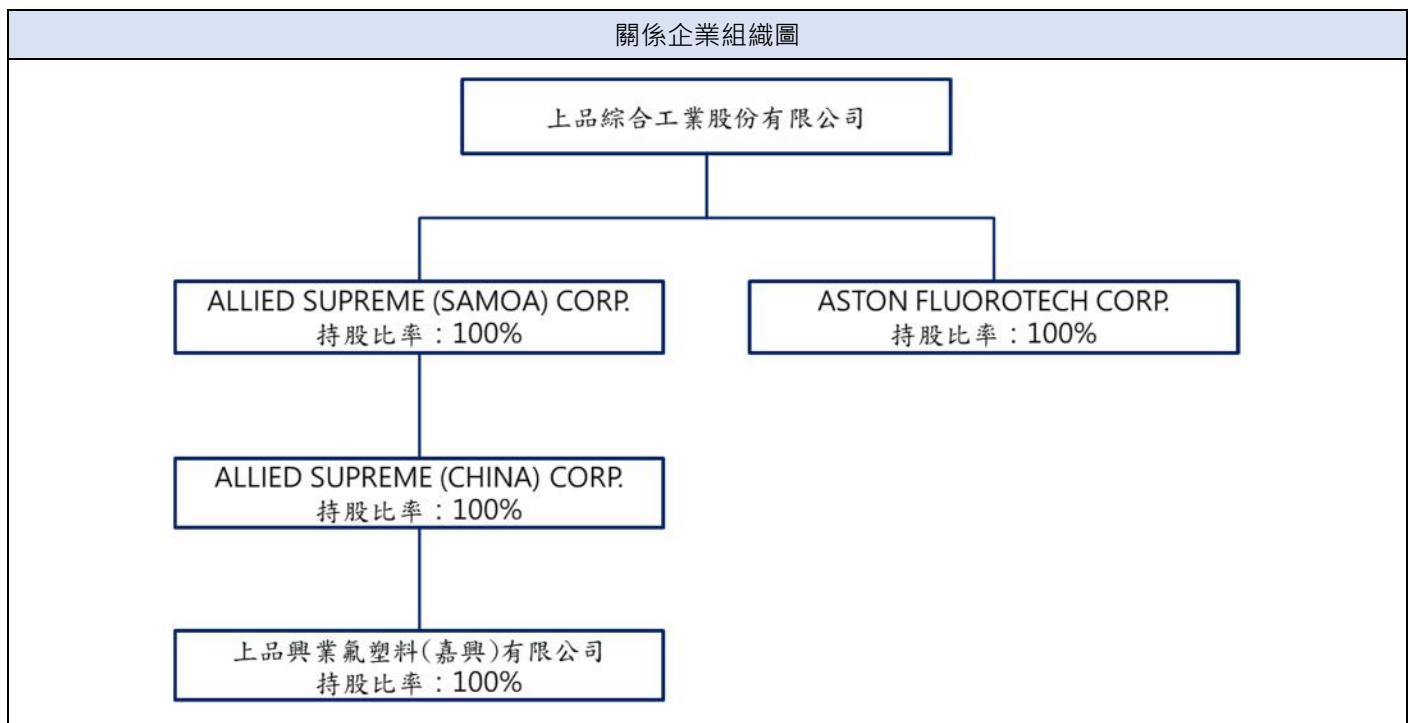 關係企業組織圖
上品綜合工業股份有限公司
ALLIED SUPREME (SAMOA) CORP.
持股比率：100%
ASTON FLUOROTECH CORP.
持股比率：100%
ALLIED SUPREME (CHINA) CORP.
持股比率：100%
上品興業氟塑料(嘉興)有限公司
持股比率：100%